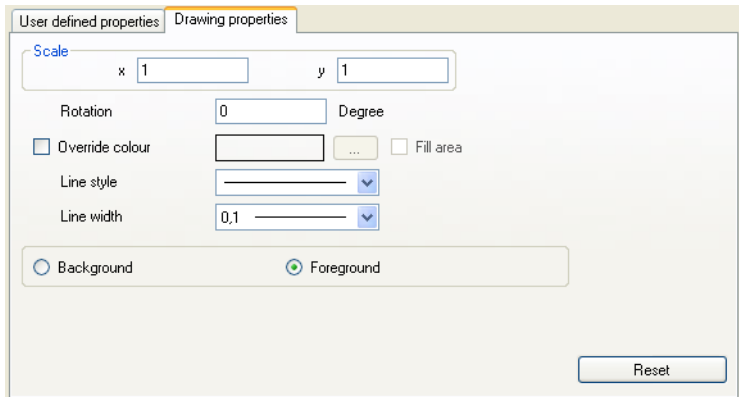 User defined properties Drawing properties
Scale
x 1 y 1
Rotation 0 Degree
Override colour ... Fill area
Line style
Line width 0,1
Background Foreground
Reset